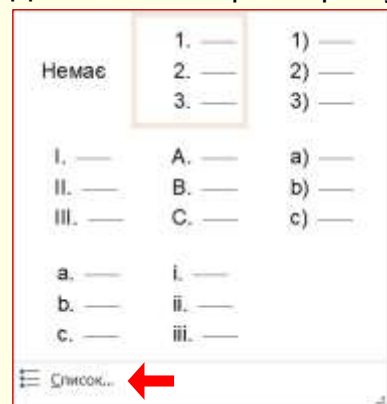 1. 1)
Немає 2. 2)
3. 3)
I. A. a)
II. B. b)
III. C. c)
a. i.
b. ii.
c. iii.
Список...